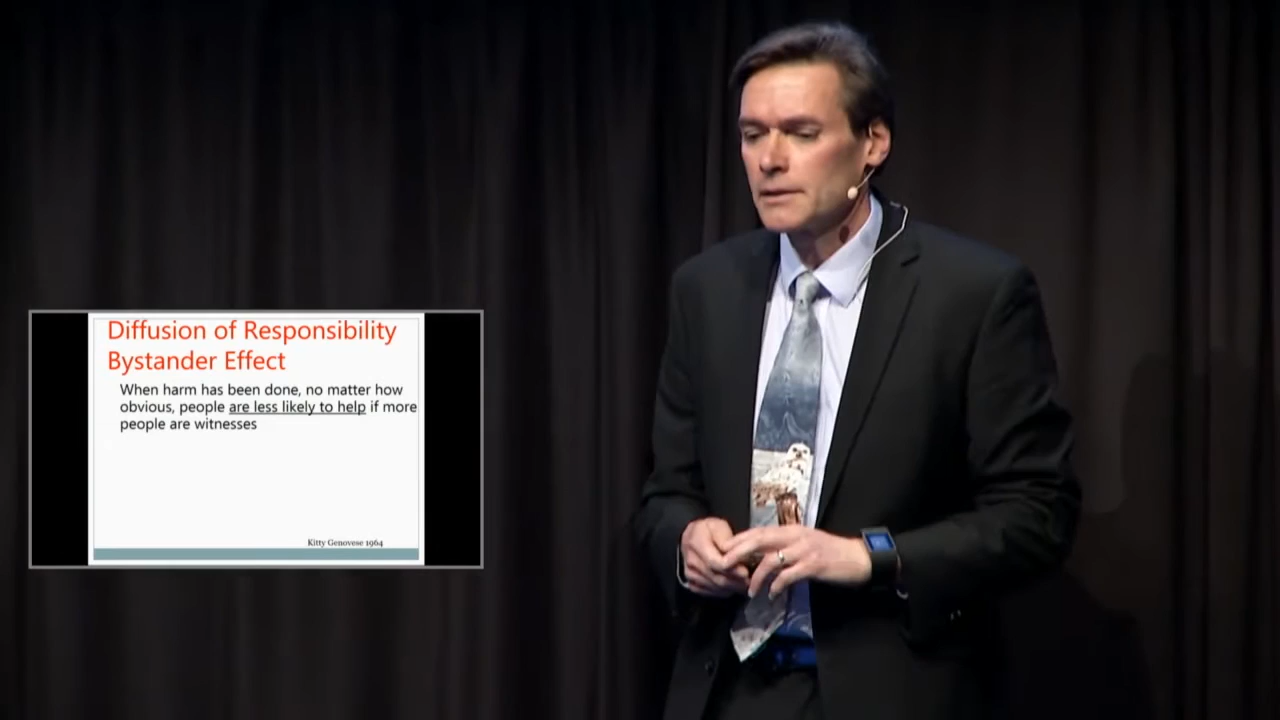 Diffusion of Responsibility
Bystander Effect
When harm has been done, no matter how
obvious, people are less likely to help if more
people are witnesses
Kitty Genovese 1964